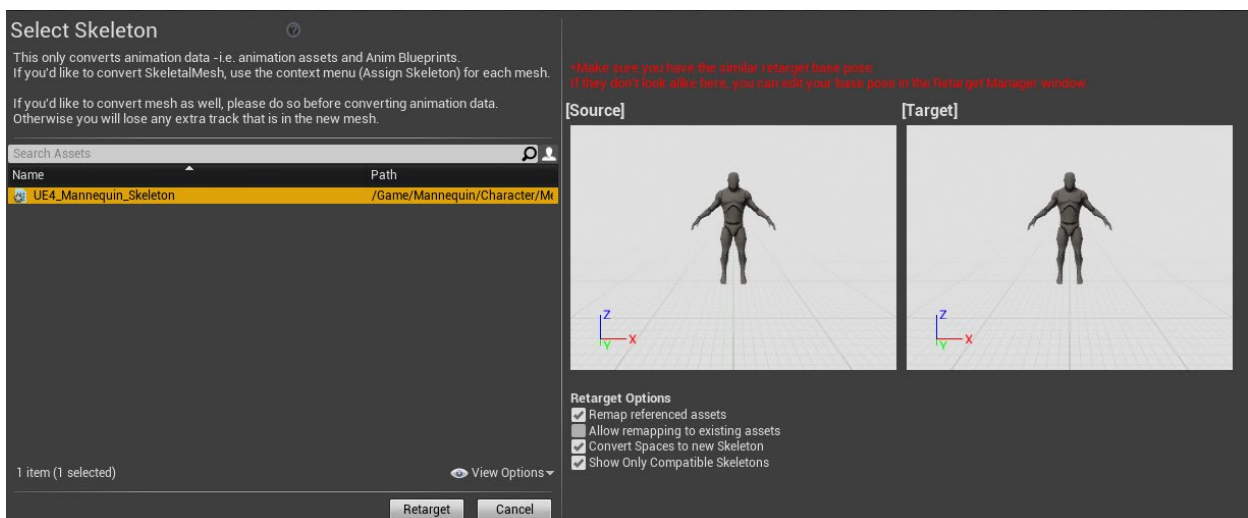 Select Skeleton
This only converts animation data -i.e. animation assets and Anim Blueprints.
If you'd like to convert SkeletalMesh, use the context menu (Assign Skeleton) for each mesh.
If you'd like to convert mesh as well, please do so before converting animation data.
Otherwise you will lose any extra track that is in the new mesh.
Search Assets
Name Path
UE4_Mannequin_Skeleton /Game/Mannequin/Character/Me
1 item (1 selected) View Options
Retarget Cancel
*Make sure you have the similar retarget base pose.
If they don't look alike here, you can edit your base pose in the Retarget Manager window.
[Source] [Target]
Z Z
X X
Y Y
Retarget Options
Remap referenced assets
Allow remapping to existing assets
Convert Spaces to new Skeleton
Show Only Compatible Skeletons